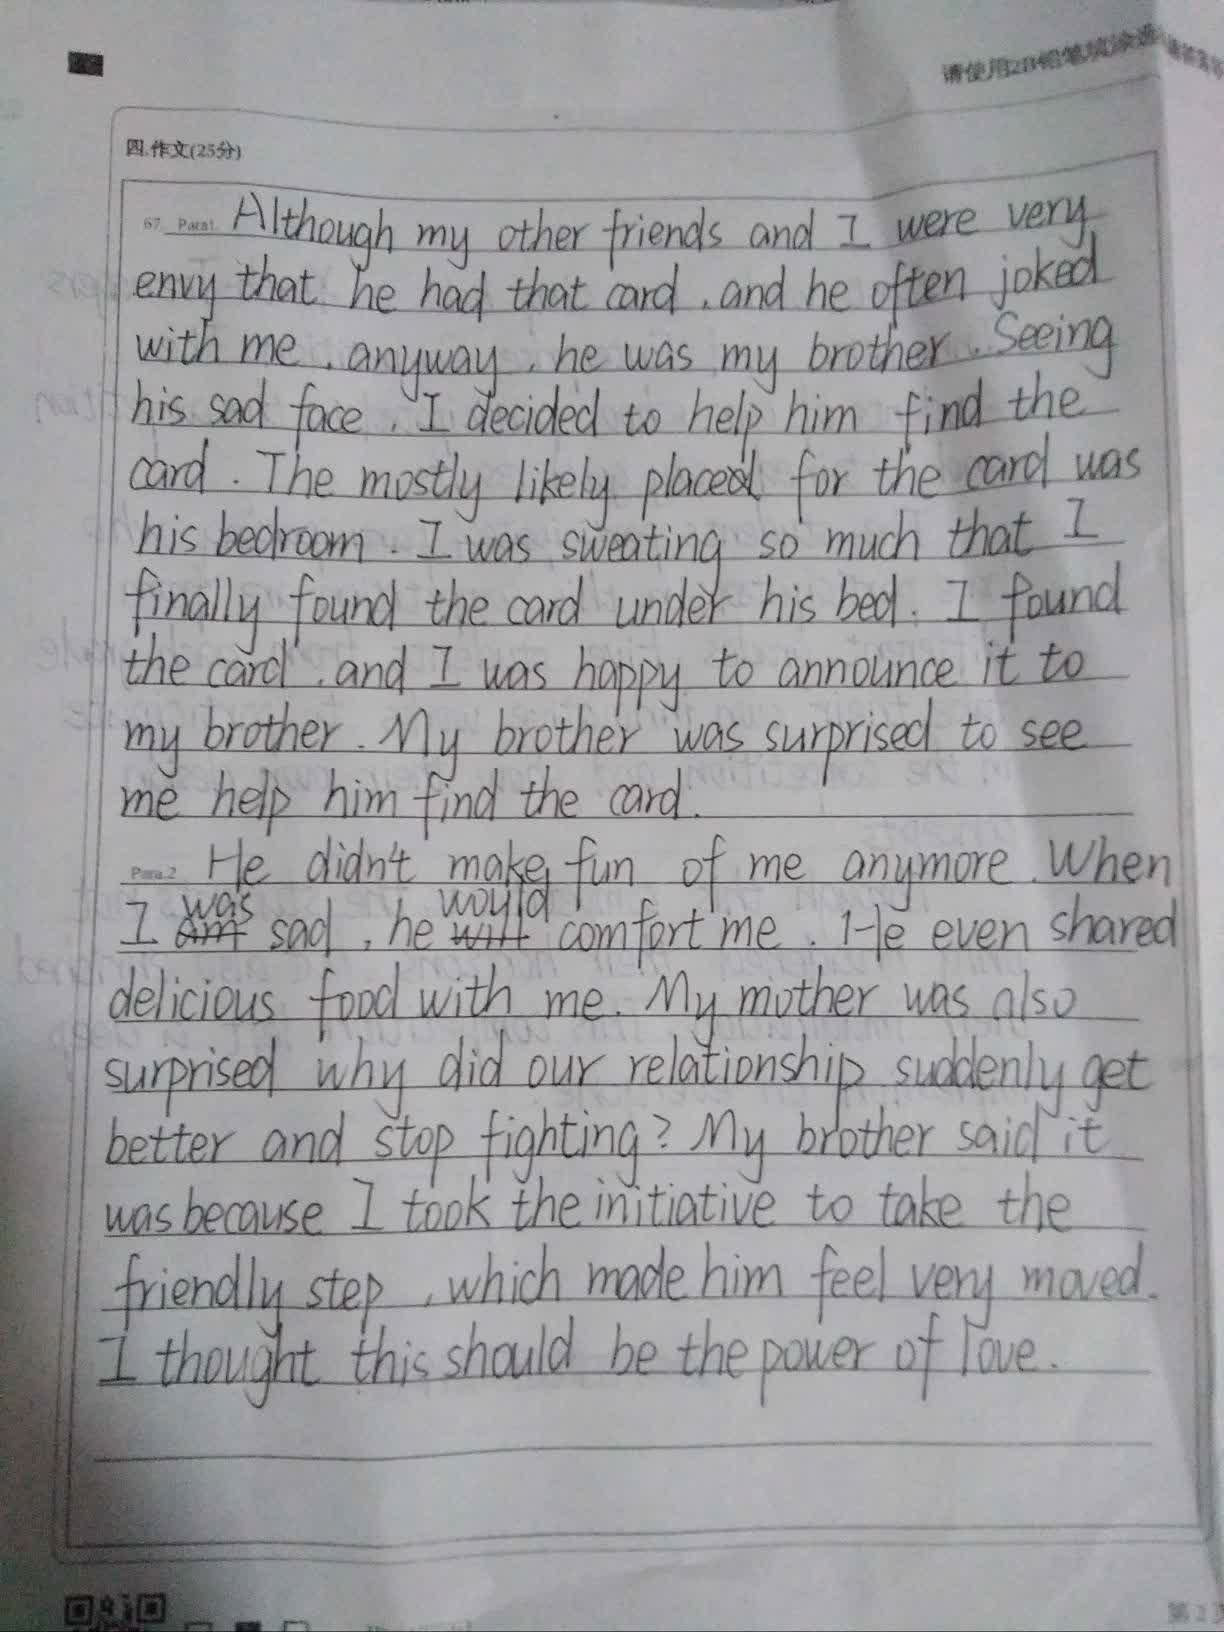 请使用2B铅笔填涂
四.作文(25分)
67. Para1. Although my other friends and I were very
envy that he had that card, and he often joked
with me, anyway, he was my brother. Seeing
his sad face, I decided to help him find the
card. The mostly likely placed for the card was
his bedroom. I was sweating so much that I
finally found the card under his bed. I found
the card, and I was happy to announce it to
my brother. My brother was surprised to see
me help him find the card.
Para.2 He didn't make fun of me anymore. When
was would
I am sad, he will comfort me. He even shared
delicious food with me. My mother was also
surprised why did our relationship suddenly get
better and stop fighting? My brother said it
was because I took the initiative to take the
friendly step, which made him feel very moved.
I thought this should be the power of love.